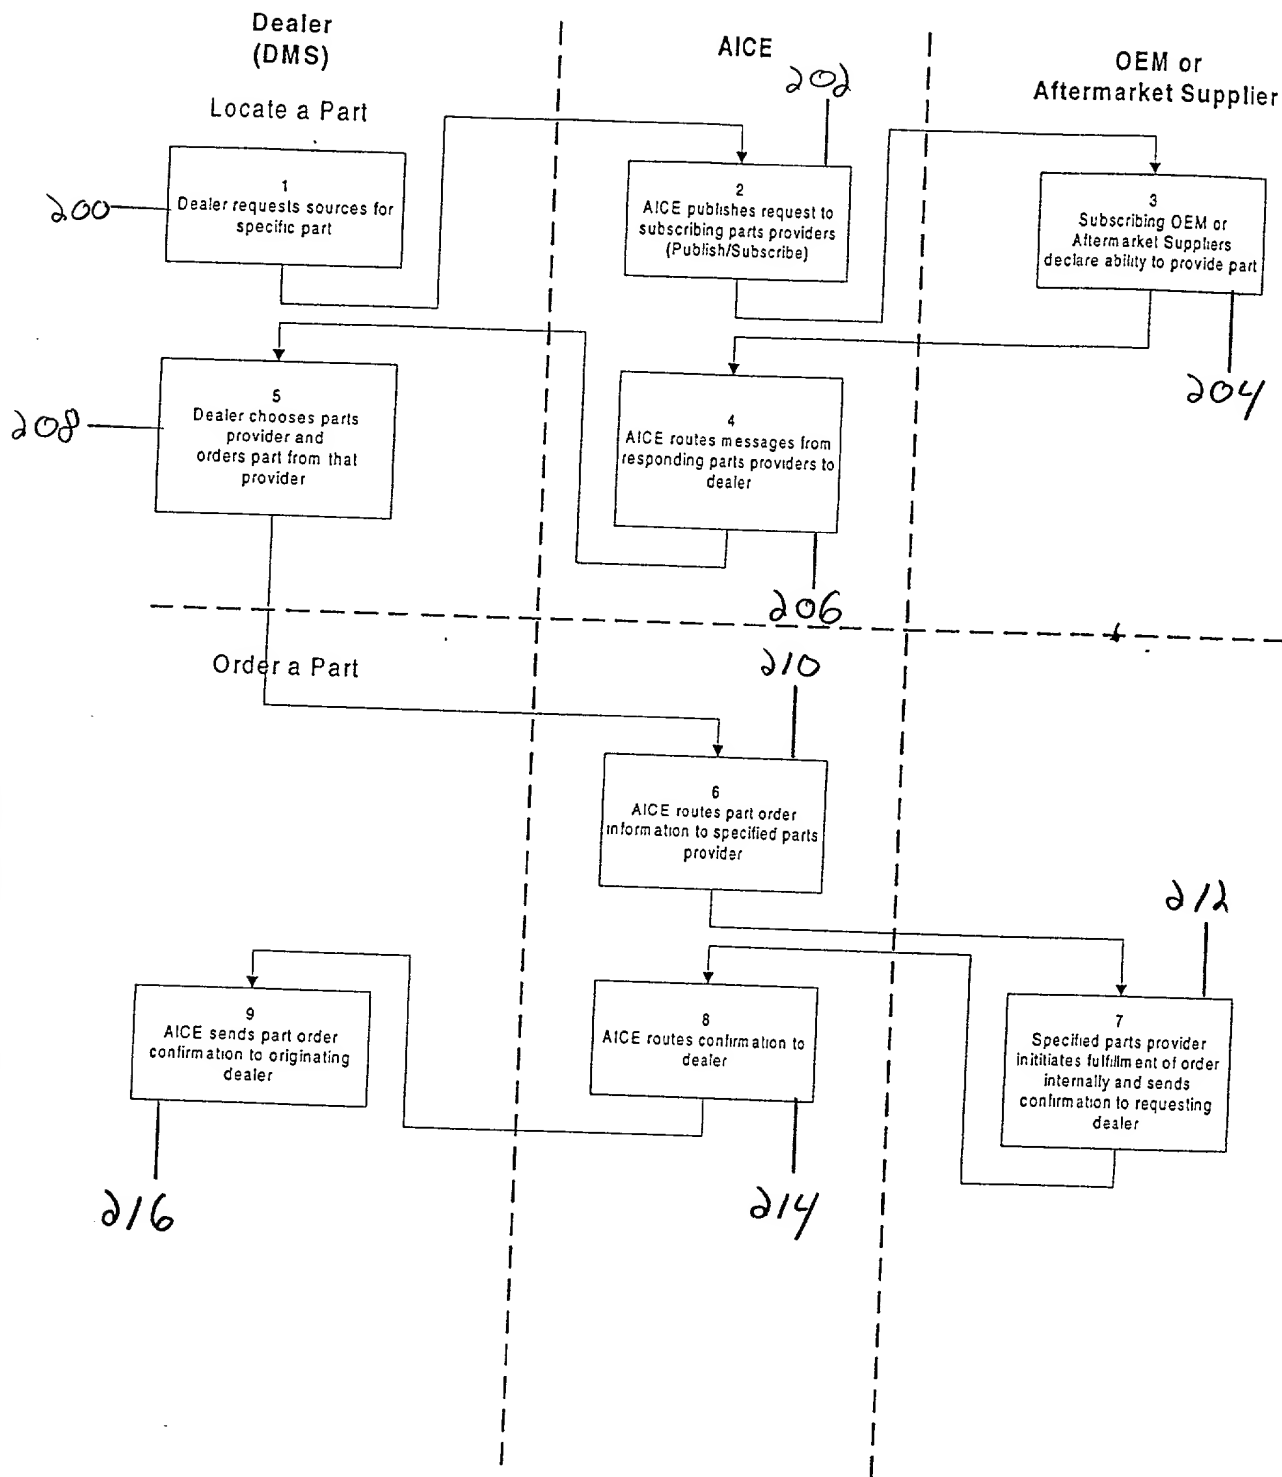 Dealer
(DMS)
AICE
OEM or
Aftermarket Supplier
202
Locate a Part
1
Dealer requests sources for
specific part
200
2
AICE publishes request to
subscribing parts providers
(Publish/Subscribe)
3
Subscribing OEM or
Aftermarket Suppliers
declare ability to provide part
204
5
Dealer chooses parts
provider and
orders part from that
provider
208
4
AICE routes messages from
responding parts providers to
dealer
206
Order a Part
210
6
AICE routes part order
information to specified parts
provider
212
9
AICE sends part order
confirmation to originating
dealer
8
AICE routes confirmation to
dealer
7
Specified parts provider
inititiates fulfillment of order
internally and sends
confirmation to requesting
dealer
216
214